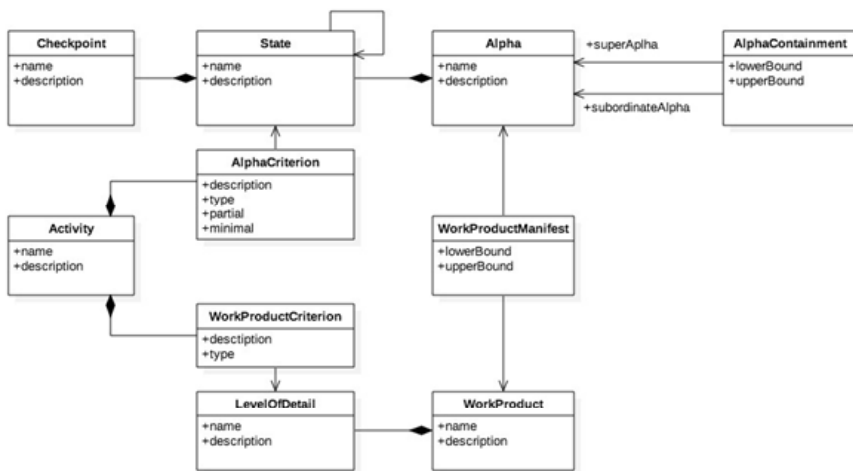 Checkpoint
+name
+description
State
+name
+description
Alpha
+name
+description
+superAplha
+subordinateAlpha
AlphaContainment
+lowerBound
+upperBound
AlphaCriterion
+description
+type
+partial
+minimal
Activity
+name
+description
WorkProductManifest
+lowerBound
+upperBound
WorkProductCriterion
+desctiption
+type
LevelOfDetail
+name
+description
WorkProduct
+name
+description